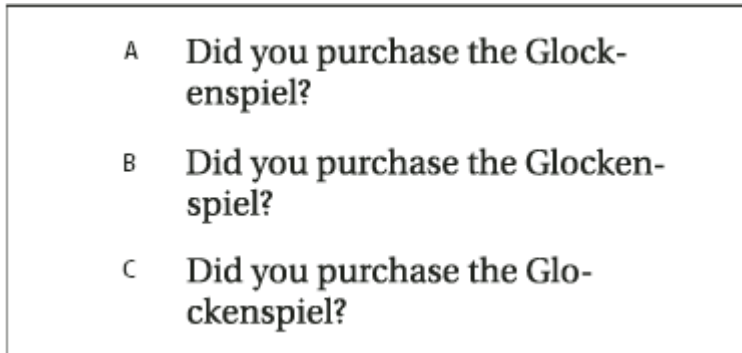 A Did you purchase the Glock-
enspiel?
B Did you purchase the Glocken-
spiel?
C Did you purchase the Glo-
ckenspiel?